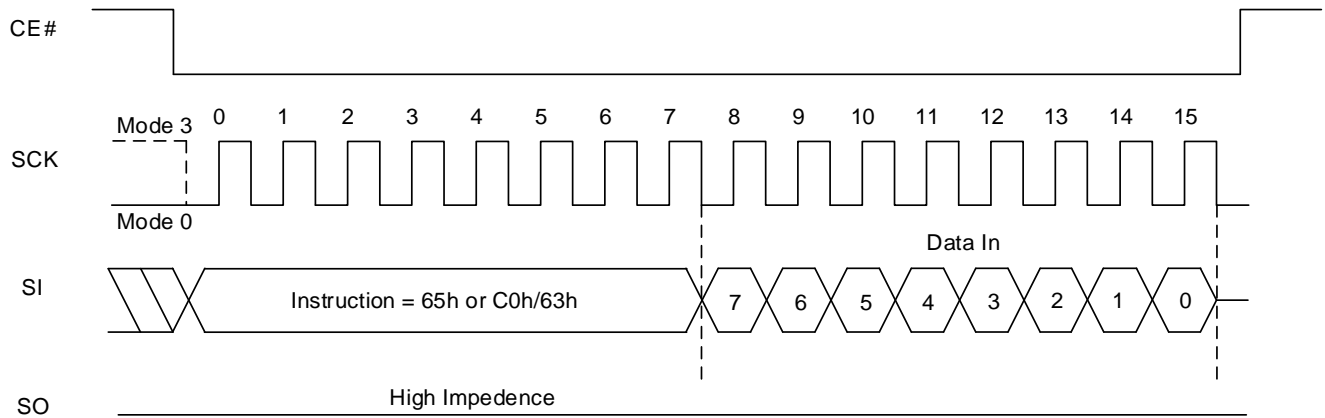 CE#
0 1 2 3 4 5 6 7 8 9 10 11 12 13 14 15
Mode 3
SCK
Mode 0
Data In
SI
Instruction = 65h or C0h/63h
7 6 5 4 3 2 1 0
High Impedence
SO